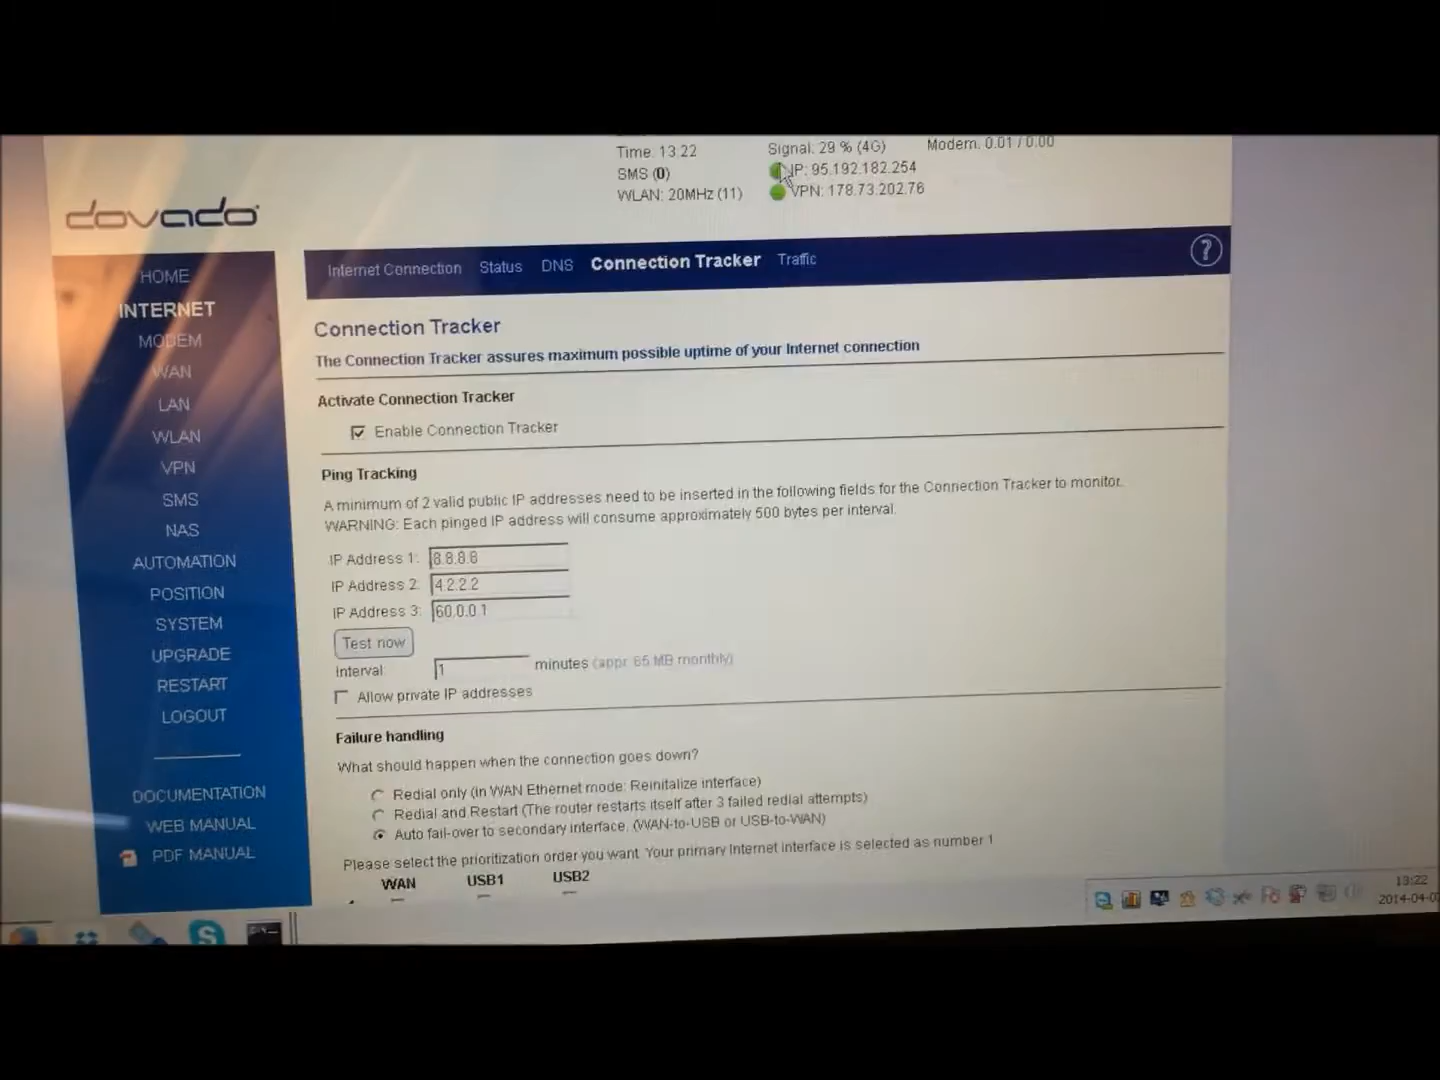 Time: 13:22
SMS (0)
WLAN: 20MHz (11)
Signal: 29 % (4G)
IP: 95.192.182.254
VPN: 178.73.202.76
Modem: 0.01 / 0.00
dovado
HOME
INTERNET
MODEM
WAN
LAN
WLAN
VPN
SMS
NAS
AUTOMATION
POSITION
SYSTEM
UPGRADE
RESTART
LOGOUT
DOCUMENTATION
WEB MANUAL
PDF MANUAL
Internet Connection Status DNS Connection Tracker Traffic ?
Connection Tracker
The Connection Tracker assures maximum possible uptime of your Internet connection
Activate Connection Tracker
Enable Connection Tracker
Ping Tracking
A minimum of 2 valid public IP addresses need to be inserted in the following fields for the Connection Tracker to monitor.
WARNING: Each pinged IP address will consume approximately 500 bytes per interval.
IP Address 1: 8.8.8.8
IP Address 2: 4.2.2.2
IP Address 3: 60.0.0.1
Test now
Interval: 1 minutes (appr. 65 MB monthly)
Allow private IP addresses
Failure handling
What should happen when the connection goes down?
Redial only (in WAN Ethernet mode: Reinitalize interface)
Redial and Restart (The router restarts itself after 3 failed redial attempts)
Auto fail-over to secondary interface. (WAN-to-USB or USB-to-WAN)
Please select the prioritization order you want. Your primary Internet interface is selected as number 1
WAN USB1 USB2
13:22